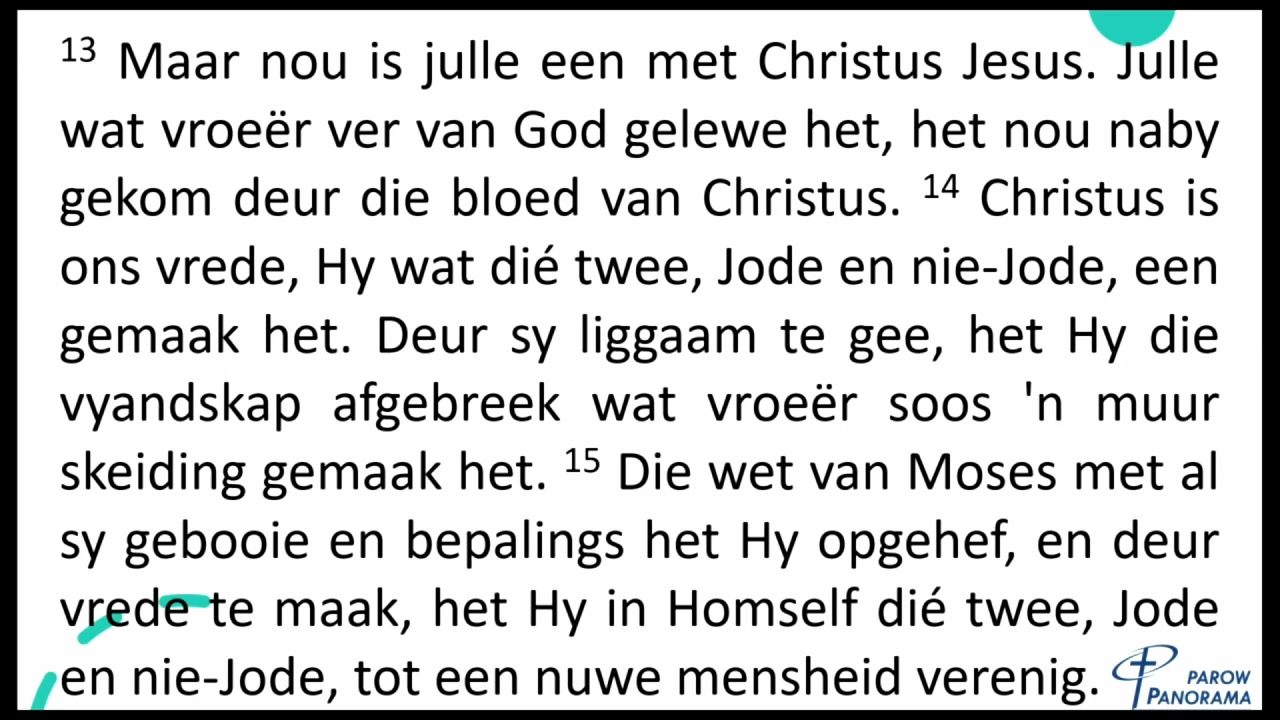 13 Maar nou is julle een met Christus Jesus. Julle
wat vroeër ver van God gelewe het, het nou naby
gekom deur die bloed van Christus. 14 Christus is
ons vrede, Hy wat dié twee, Jode en nie-Jode, een
gemaak het. Deur sy liggaam te gee, het Hy die
vyandskap afgebreek wat vroeër soos 'n muur
skeiding gemaak het. 15 Die wet van Moses met al
sy gebooie en bepalings het Hy opgehef, en deur
vrede te maak, het Hy in Homself dié twee, Jode
en nie-Jode, tot een nuwe mensheid verenig.
PAROW
PANORAMA